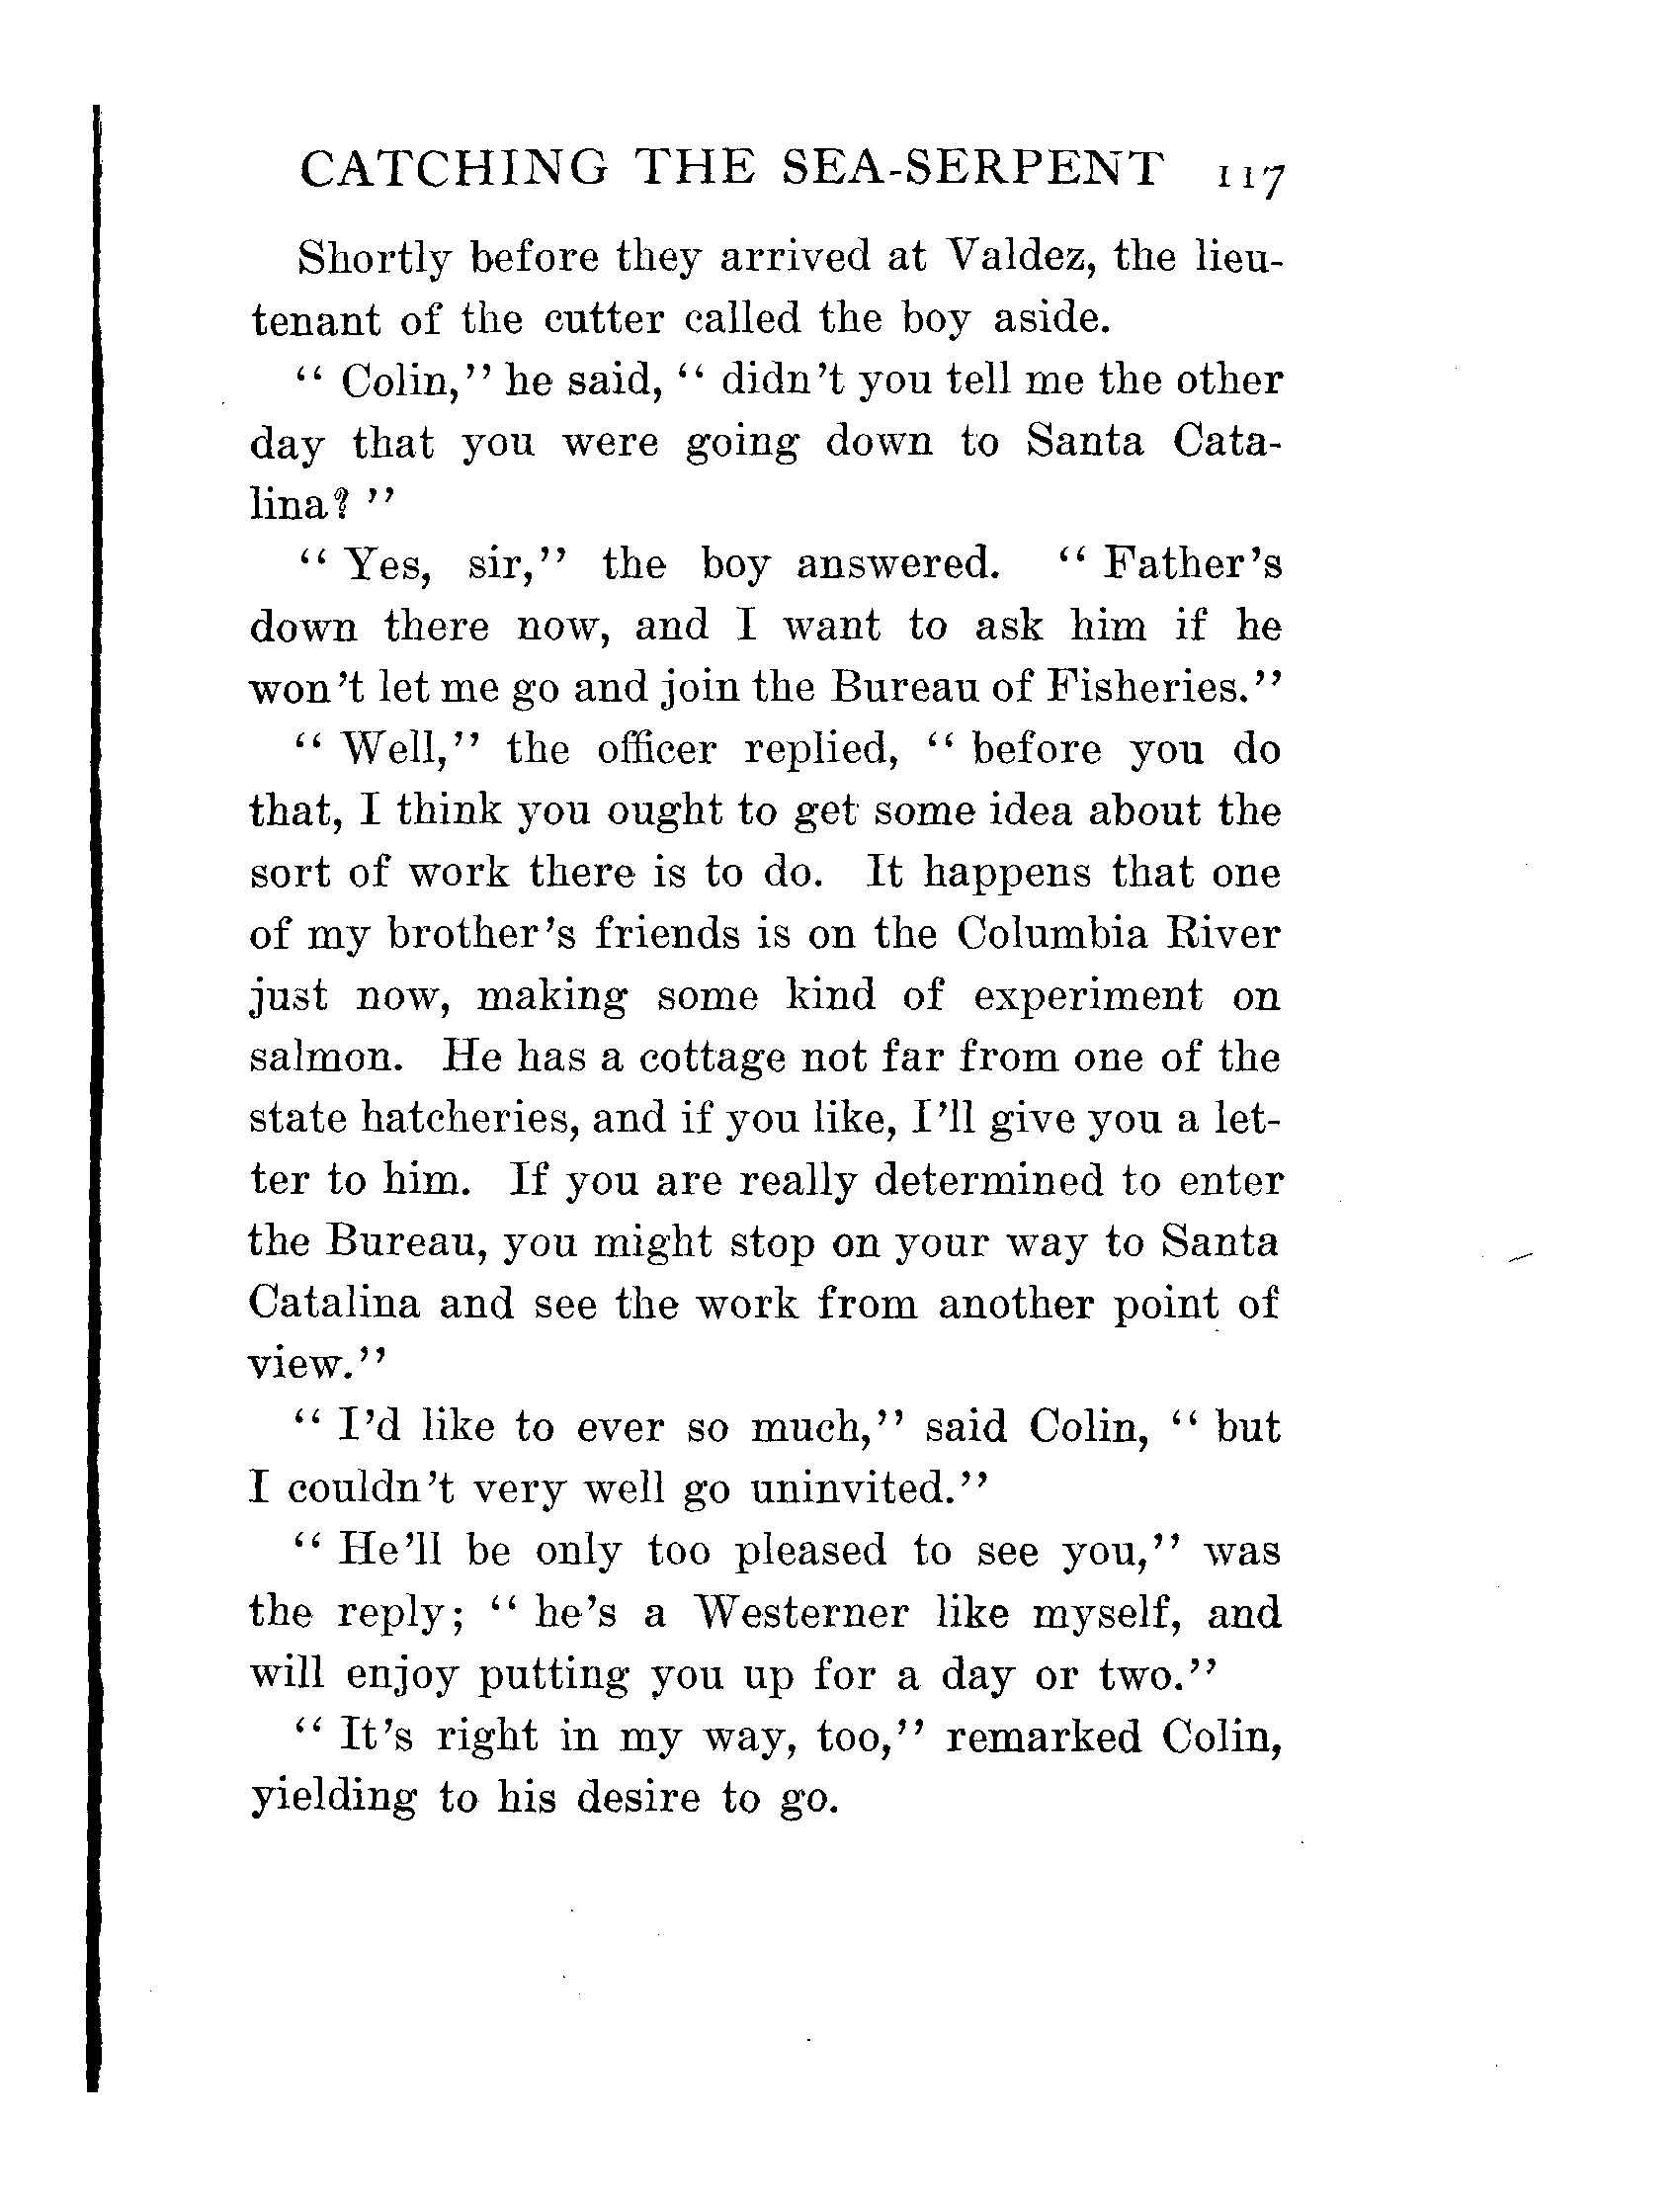 CATCHING THE SEA-SERPENT 117
Shortly before they arrived at Valdez, the lieu-
tenant of the cutter called the boy aside.
“ Colin,” he said, “ didn’t you tell me the other
day that you were going down to Santa Cata-
lina? ”
“ Yes, sir,” the boy answered. “ Father’s
down there now, and I want to ask him if he
won’t let me go and join the Bureau of Fisheries.”
“ Well,” the officer replied, “ before you do
that, I think you ought to get some idea about the
sort of work there is to do. It happens that one
of my brother’s friends is on the Columbia River
just now, making some kind of experiment on
salmon. He has a cottage not far from one of the
state hatcheries, and if you like, I’ll give you a let-
ter to him. If you are really determined to enter
the Bureau, you might stop on your way to Santa
Catalina and see the work from another point of
view.”
“ I’d like to ever so much,” said Colin, “ but
I couldn’t very well go uninvited.”
“ He’ll be only too pleased to see you,” was
the reply; “ he’s a Westerner like myself, and
will enjoy putting you up for a day or two.”
“ It’s right in my way, too,” remarked Colin,
yielding to his desire to go.